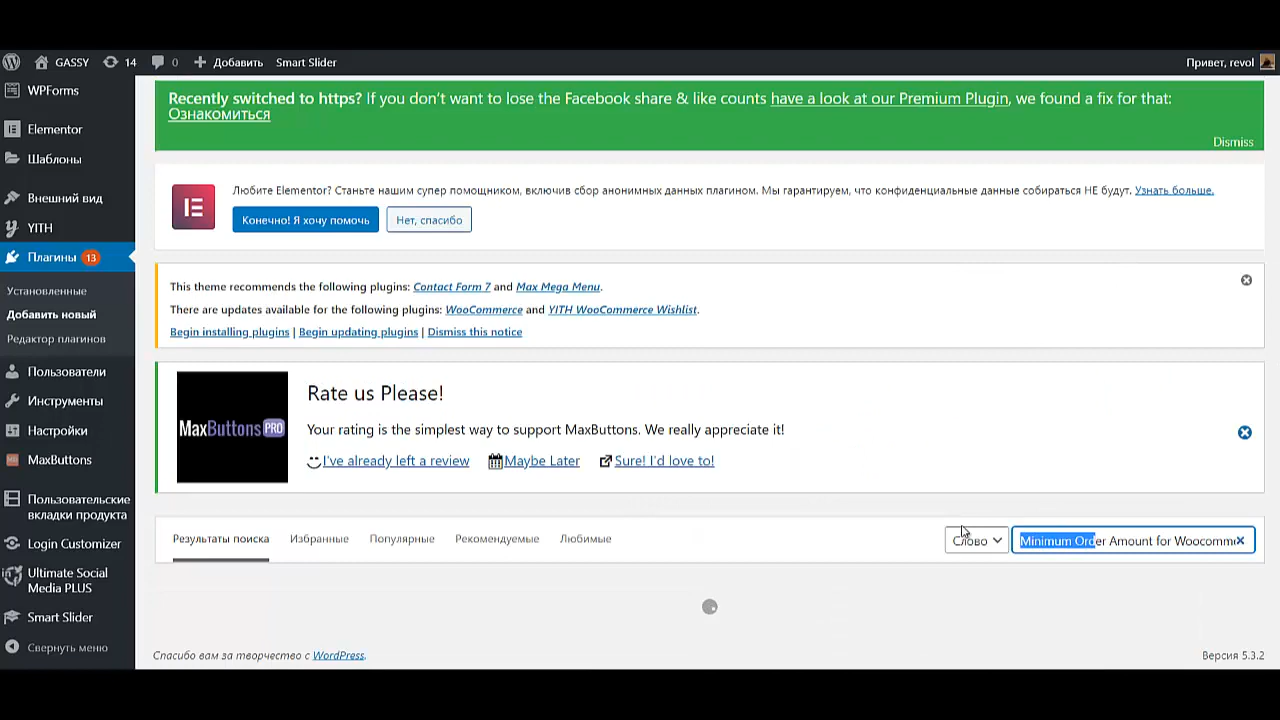 GASSY
14
0
Добавить
Smart Slider
Привет, revol
WPForms
Elementor
Шаблоны
Внешний вид
YITH
Плагины 13
Установленные
Добавить новый
Редактор плагинов
Пользователи
Инструменты
Настройки
MaxButtons
Пользовательские
вкладки продукта
Login Customizer
Ultimate Social
Media PLUS
Smart Slider
Свернуть меню
Recently switched to https? If you don’t want to lose the Facebook share & like counts have a look at our Premium Plugin, we found a fix for that:
Ознакомиться
Dismiss
Любите Elementor? Станьте нашим супер помощником, включив сбор анонимных данных плагином. Мы гарантируем, что конфиденциальные данные собираться НЕ будут. Узнать больше.
Конечно! Я хочу помочь
Нет, спасибо
This theme recommends the following plugins: Contact Form 7 and Max Mega Menu.
There are updates available for the following plugins: WooCommerce and YITH WooCommerce Wishlist.
Begin installing plugins | Begin updating plugins | Dismiss this notice
MaxButtons PRO
Rate us Please!
Your rating is the simplest way to support MaxButtons. We really appreciate it!
I've already left a review
Maybe Later
Sure! I'd love to!
Результаты поиска
Избранные
Популярные
Рекомендуемые
Любимые
Слово
Minimum Order Amount for Woocomm
Спасибо вам за творчество с WordPress.
Версия 5.3.2